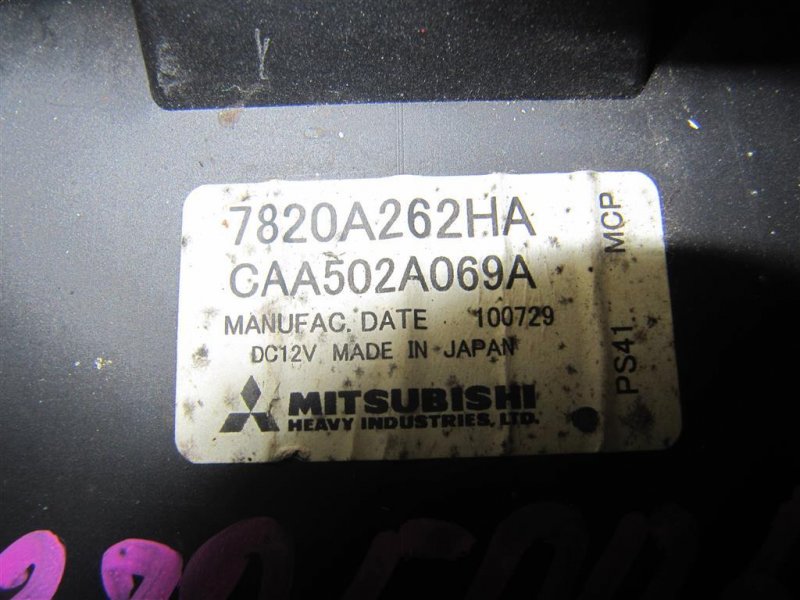 7820A262HA
CAA502A069A
MANUFAC. DATE 100729
DC12V MADE IN JAPAN
MITSUBISHI
HEAVY INDUSTRIES, LTD.
PS41 MCP